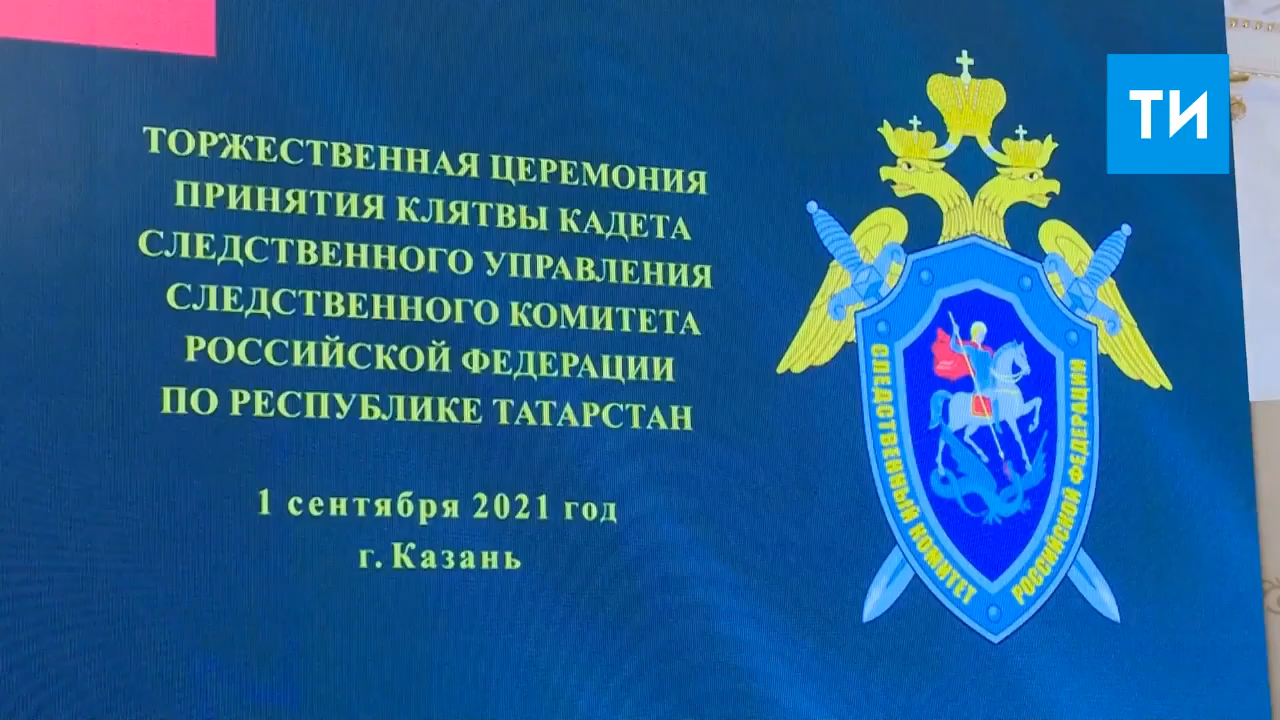 ТОРЖЕСТВЕННАЯ ЦЕРЕМОНИЯ
ПРИНЯТИЯ КЛЯТВЫ КАДЕТА
СЛЕДСТВЕННОГО УПРАВЛЕНИЯ
СЛЕДСТВЕННОГО КОМИТЕТА
РОССИЙСКОЙ ФЕДЕРАЦИИ
ПО РЕСПУБЛИКЕ ТАТАРСТАН
1 сентября 2021 год
г. Казань
ТИ
СЛЕДСТВЕННЫЙ КОМИТЕТ
РОССИЙСКОЙ ФЕДЕРАЦИИ